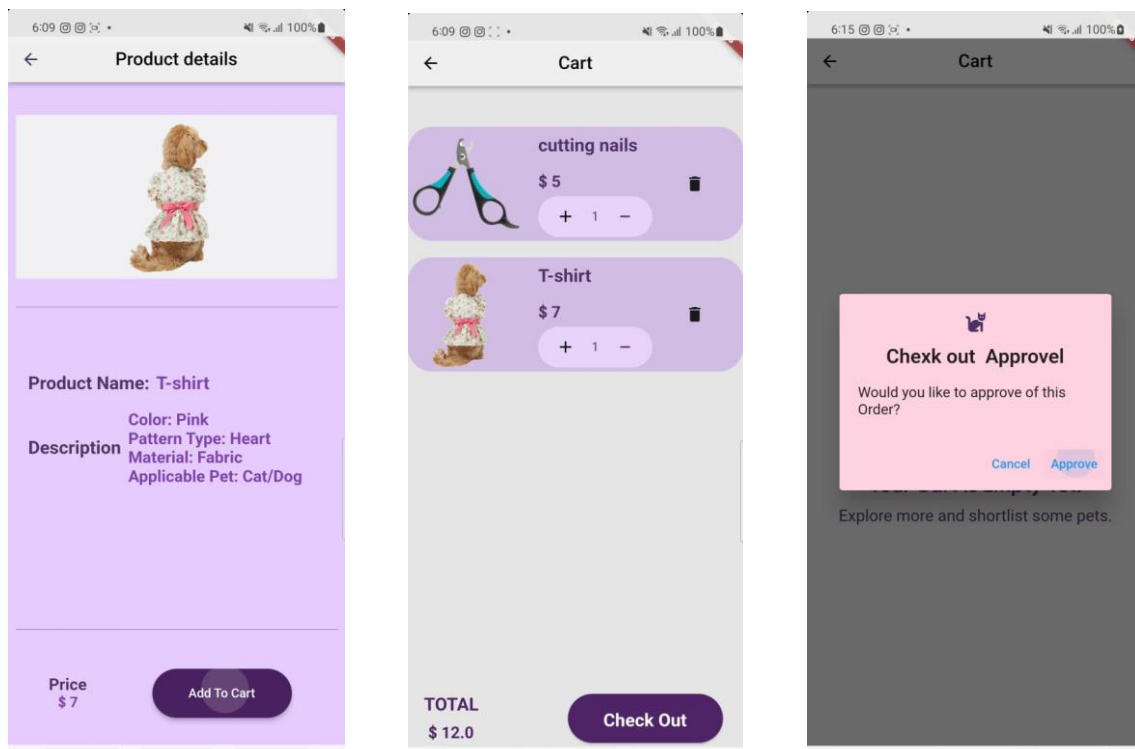 6:09 100%
Product details
Product Name: T-shirt
Description
Color: Pink
Pattern Type: Heart
Material: Fabric
Applicable Pet: Cat/Dog
Price
$ 7
Add To Cart
6:09 100%
Cart
cutting nails
$ 5
+ 1 −
T-shirt
$ 7
+ 1 −
TOTAL
$ 12.0
Check Out
6:15 100%
Cart
Chexk out Approvel
Would you like to approve of this
Order?
Cancel Approve
Explore more and shortlist some pets.